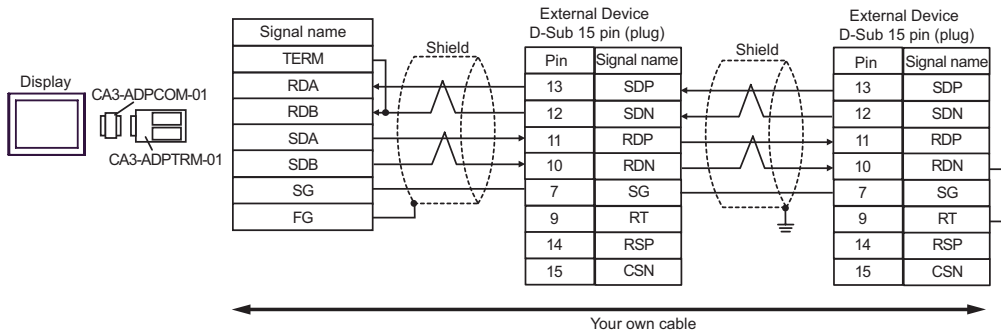 Display
CA3-ADPCOM-01
CA3-ADPTRM-01
Signal name
TERM
RDA
RDB
SDA
SDB
SG
FG
Shield
External Device
D-Sub 15 pin (plug)
Pin Signal name
13 SDP
12 SDN
11 RDP
10 RDN
7 SG
9 RT
14 RSP
15 CSN
Shield
External Device
D-Sub 15 pin (plug)
Pin Signal name
13 SDP
12 SDN
11 RDP
10 RDN
7 SG
9 RT
14 RSP
15 CSN
Your own cable